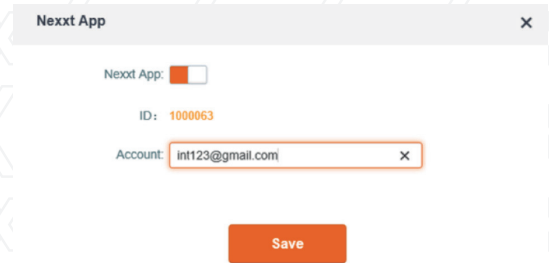 Nexxt App
Nexxt App:
ID: 1000063
Account: int123@gmail.com
Save